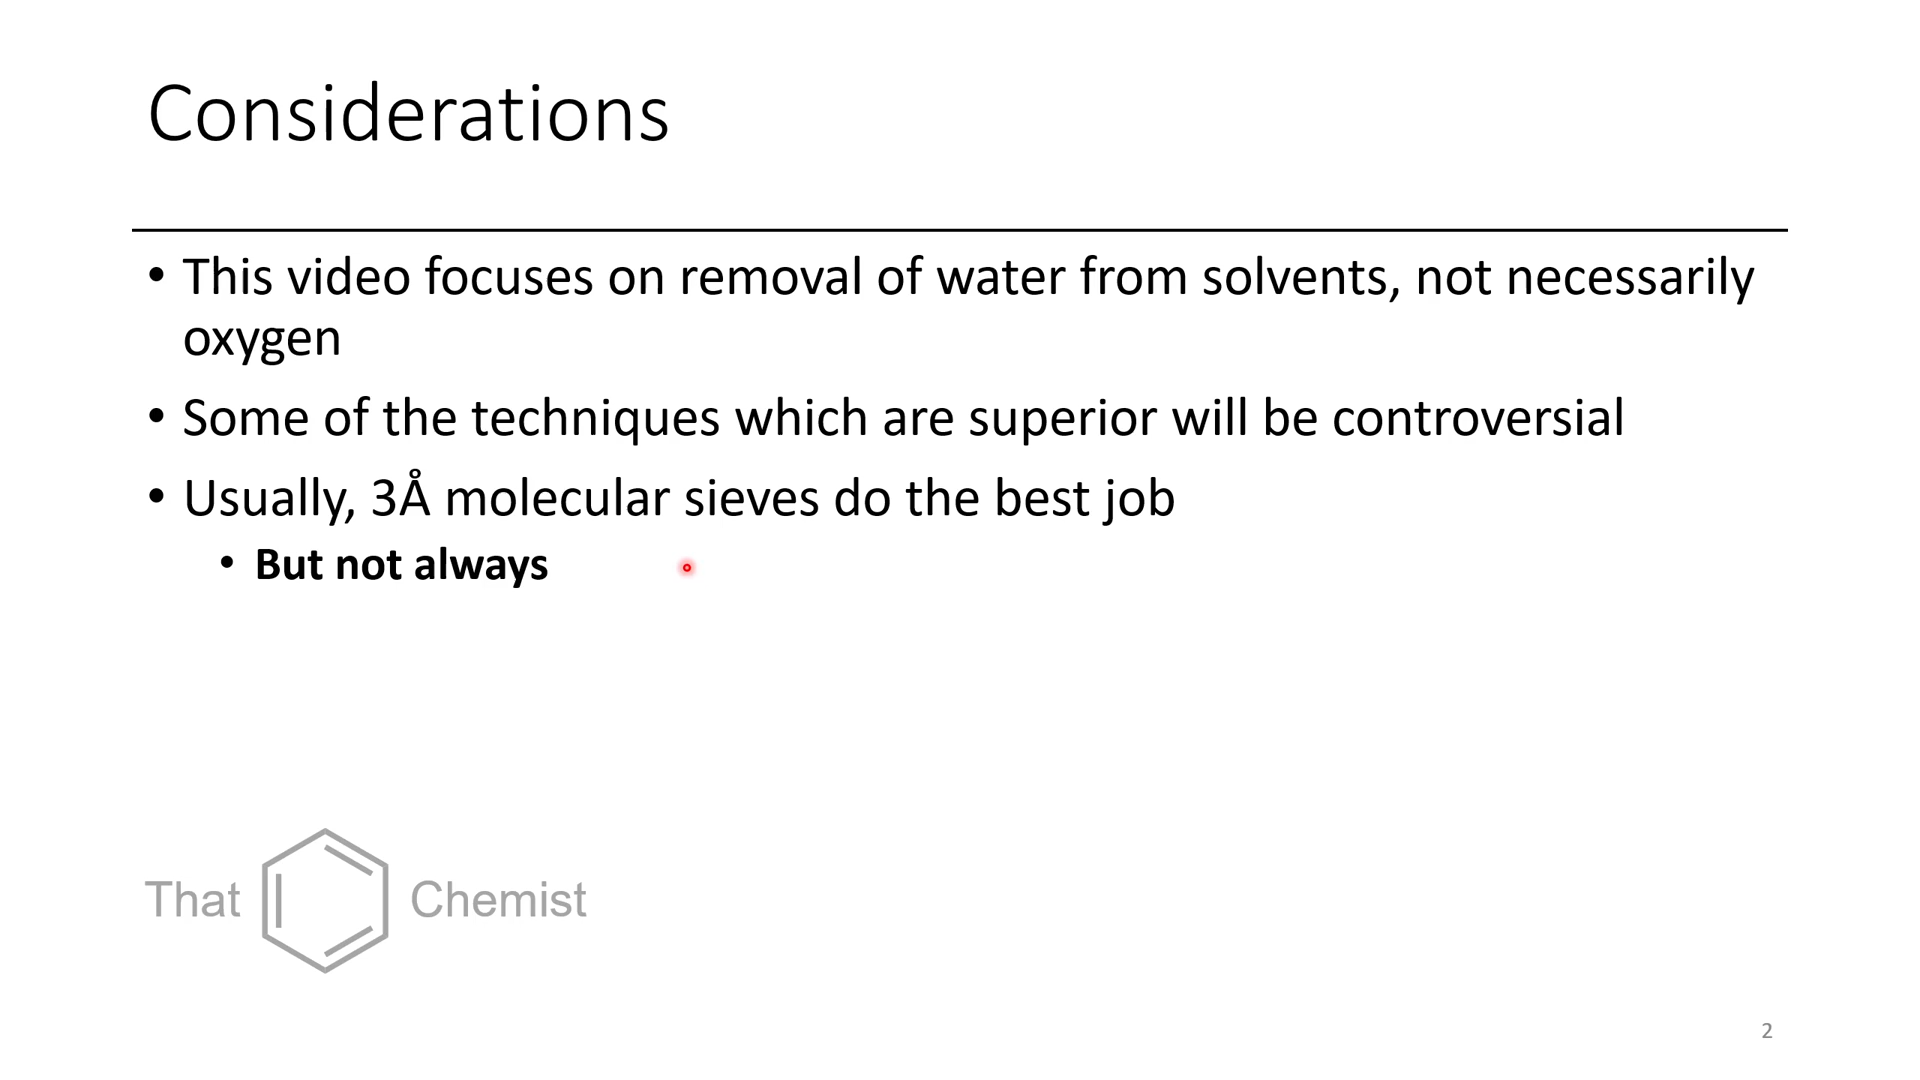 Considerations
• This video focuses on removal of water from solvents, not necessarily
oxygen
• Some of the techniques which are superior will be controversial
• Usually, 3Å molecular sieves do the best job
• But not always
That Chemist
2